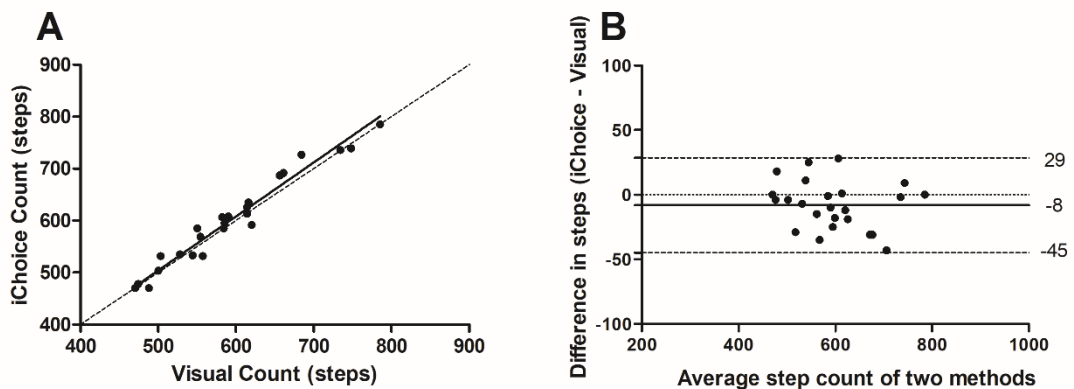 A
iChoice Count (steps)
900
800
700
600
500
400
400 500 600 700 800 900
Visual Count (steps)
B
Difference in steps (iChoice - Visual)
100
50
0
-50
-100
29
-8
-45
200 400 600 800 1000
Average step count of two methods